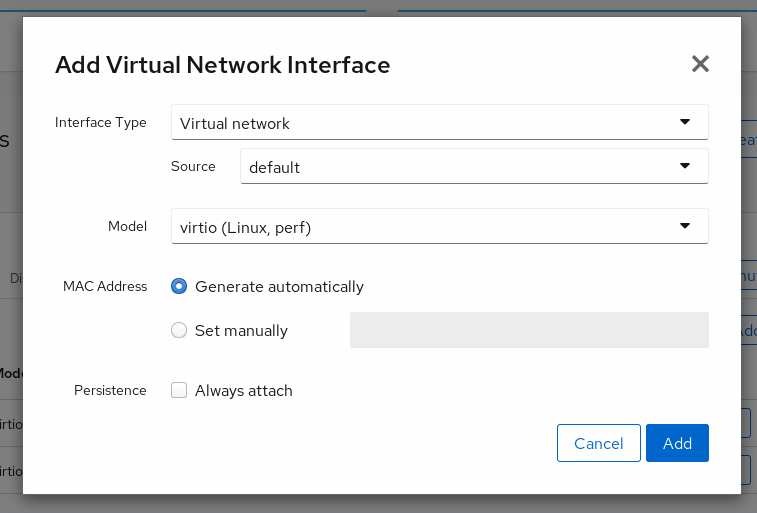 Add Virtual Network Interface
Interface Type Virtual network
Source default
Model virtio (Linux, perf)
MAC Address Generate automatically
Set manually
Persistence Always attach
Cancel Add